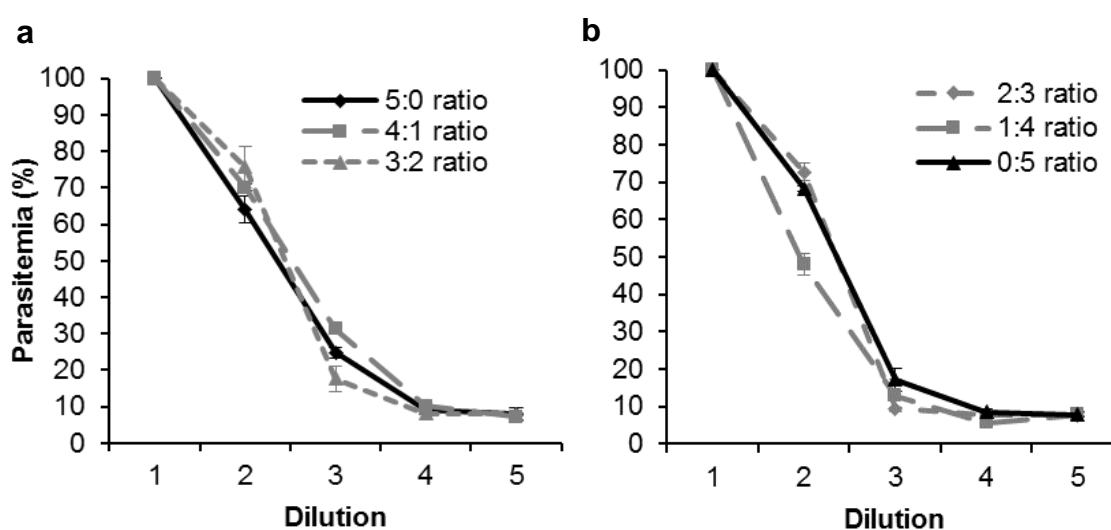 a
Parasitemia (%)
100
90
80
70
60
50
40
30
20
10
0
5:0 ratio
4:1 ratio
3:2 ratio
1 2 3 4 5
Dilution
b
100
90
80
70
60
50
40
30
20
10
0
2:3 ratio
1:4 ratio
0:5 ratio
1 2 3 4 5
Dilution